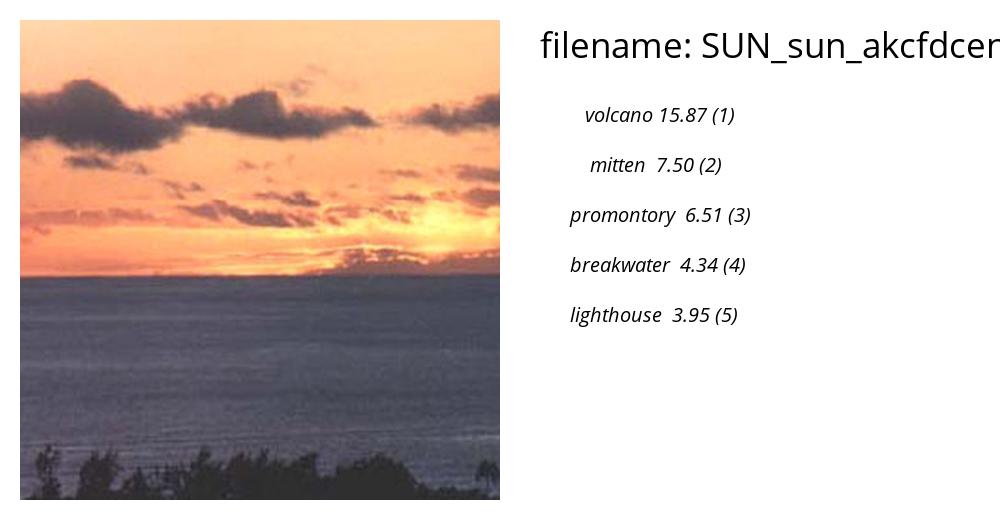 filename: SUN_sun_akcfdcer
volcano 15.87 (1)
mitten 7.50 (2)
promontory 6.51 (3)
breakwater 4.34 (4)
lighthouse 3.95 (5)